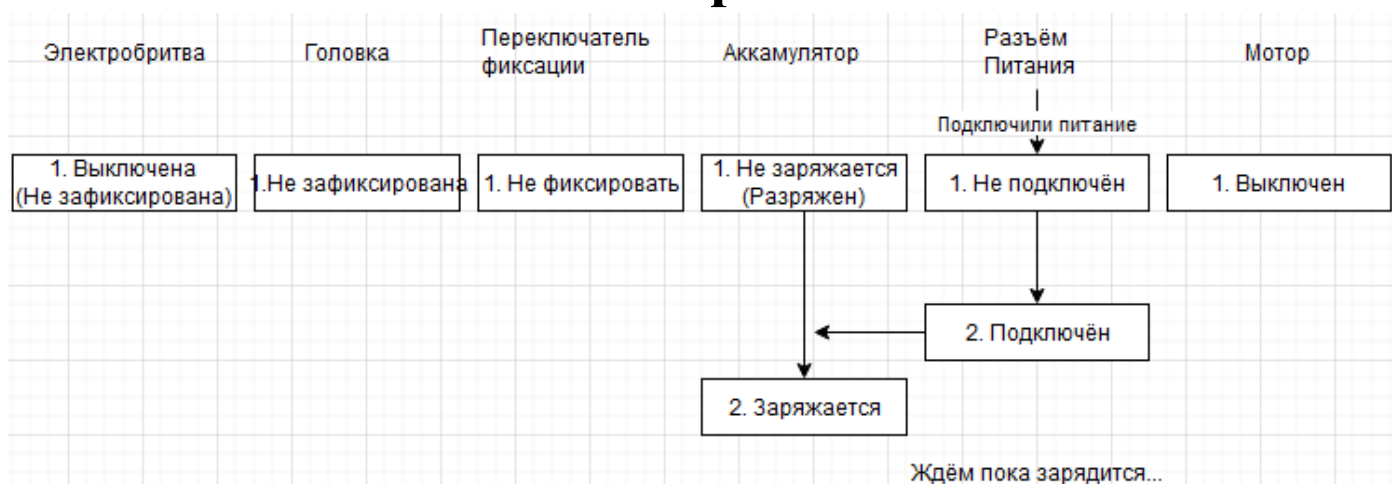 Электробритва
Головка
Переключатель
фиксации
Аккамулятор
Разъём
Питания
Мотор
Подключили питание
1. Выключена
(Не зафиксирована)
1.Не зафиксирована
1. Не фиксировать
1. Не заряжается
(Разряжен)
1. Не подключён
1. Выключен
2. Подключён
2. Заряжается
Ждём пока зарядится...